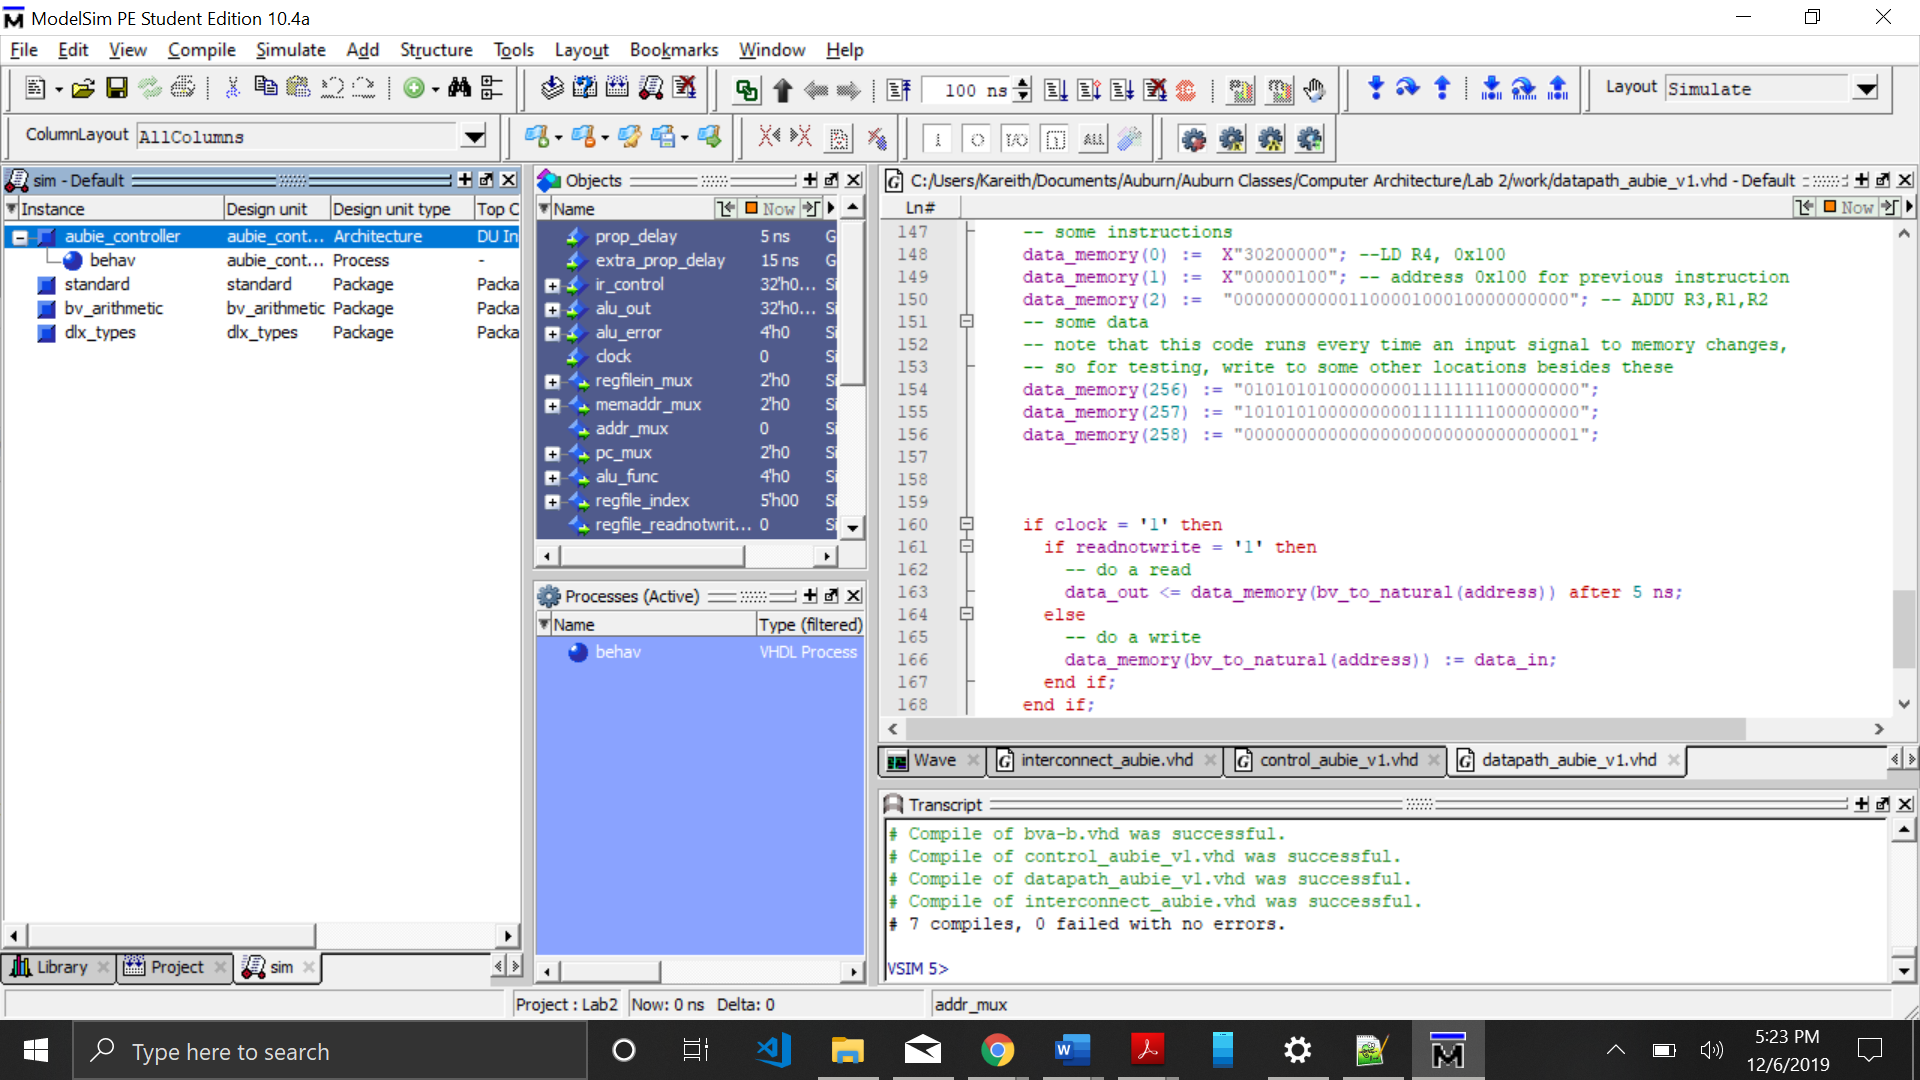 ModelSim PE Student Edition 10.4a
File Edit View Compile Simulate Add Structure Tools Layout Bookmarks Window Help
100 ns
Layout Simulate
ColumnLayout AllColumns
sim - Default
Instance Design unit Design unit type Top C
aubie_controller aubie_cont... Architecture DU In
behav aubie_cont... Process -
standard standard Package Packa
bv_arithmetic bv_arithmetic Package Packa
dlx_types dlx_types Package Packa
Library Project sim
Objects
Name Now
prop_delay 5 ns G
extra_prop_delay 15 ns G
ir_control 32'h0... Si
alu_out 32'h0... Si
alu_error 4'h0 Si
clock 0 Si
regfilein_mux 2'h0 Si
memaddr_mux 2'h0 Si
addr_mux 0 Si
pc_mux 2'h0 Si
alu_func 4'h0 Si
regfile_index 5'h00 Si
regfile_readnotwrit... 0 Si
Processes (Active)
Name Type (filtered)
behav VHDL Process
C:/Users/Kareith/Documents/Auburn/Auburn Classes/Computer Architecture/Lab 2/work/datapath_aubie_v1.vhd - Default
Ln# Now
147 -- some instructions
148 data_memory(0) := X"30200000"; --LD R4, 0x100
149 data_memory(1) := X"00000100"; -- address 0x100 for previous instruction
150 data_memory(2) := "00000000000110000100010000000000"; -- ADDU R3,R1,R2
151 -- some data
152 -- note that this code runs every time an input signal to memory changes,
153 -- so for testing, write to some other locations besides these
154 data_memory(256) := "01010101000000001111111100000000";
155 data_memory(257) := "10101010000000001111111100000000";
156 data_memory(258) := "00000000000000000000000000000001";
157
158
159
160 if clock = '1' then
161 if readnotwrite = '1' then
162 -- do a read
163 data_out <= data_memory(bv_to_natural(address)) after 5 ns;
164 else
165 -- do a write
166 data_memory(bv_to_natural(address)) := data_in;
167 end if;
168 end if;
Wave interconnect_aubie.vhd control_aubie_v1.vhd datapath_aubie_v1.vhd
Transcript
# Compile of bva-b.vhd was successful.
# Compile of control_aubie_v1.vhd was successful.
# Compile of datapath_aubie_v1.vhd was successful.
# Compile of interconnect_aubie.vhd was successful.
# 7 compiles, 0 failed with no errors.
VSIM 5>
Project : Lab2 Now: 0 ns Delta: 0 addr_mux
Type here to search
5:23 PM
12/6/2019